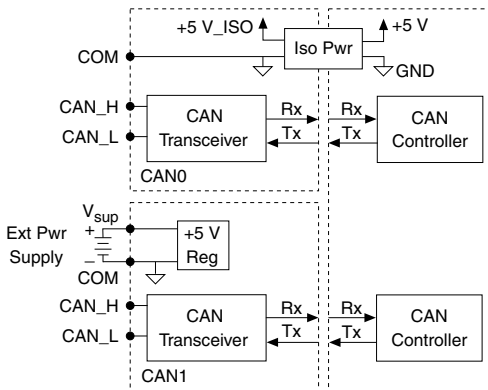 +5 V_ISO
Iso Pwr
+5 V
COM
GND
CAN_H
CAN_L
CAN
Transceiver
Rx
Tx
Rx
Tx
CAN
Controller
CAN0
Vsup
+
Ext Pwr
Supply
–
+5 V
Reg
COM
CAN_H
CAN_L
CAN
Transceiver
Rx
Tx
Rx
Tx
CAN
Controller
CAN1